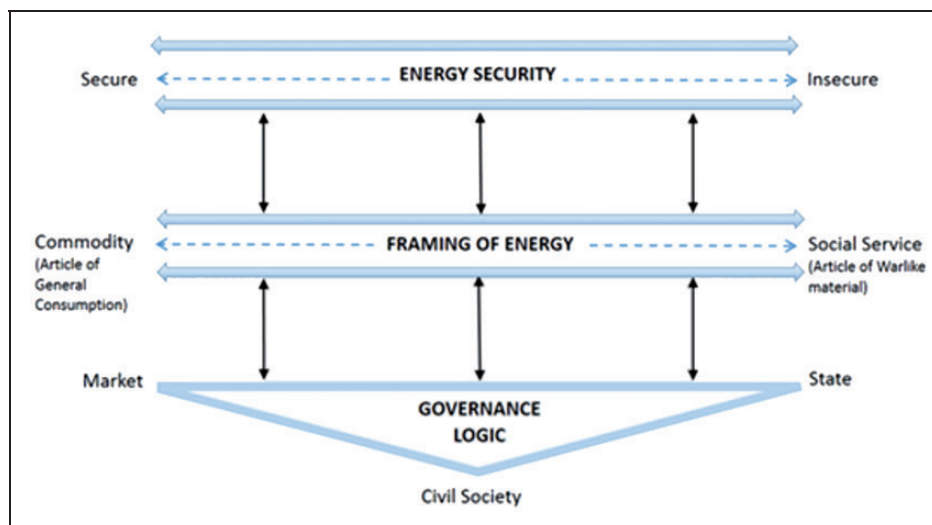 Secure
ENERGY SECURITY
Insecure
Commodity
(Article of
General
Consumption)
FRAMING OF ENERGY
Social Service
(Article of Warlike
material)
Market
State
GOVERNANCE
LOGIC
Civil Society